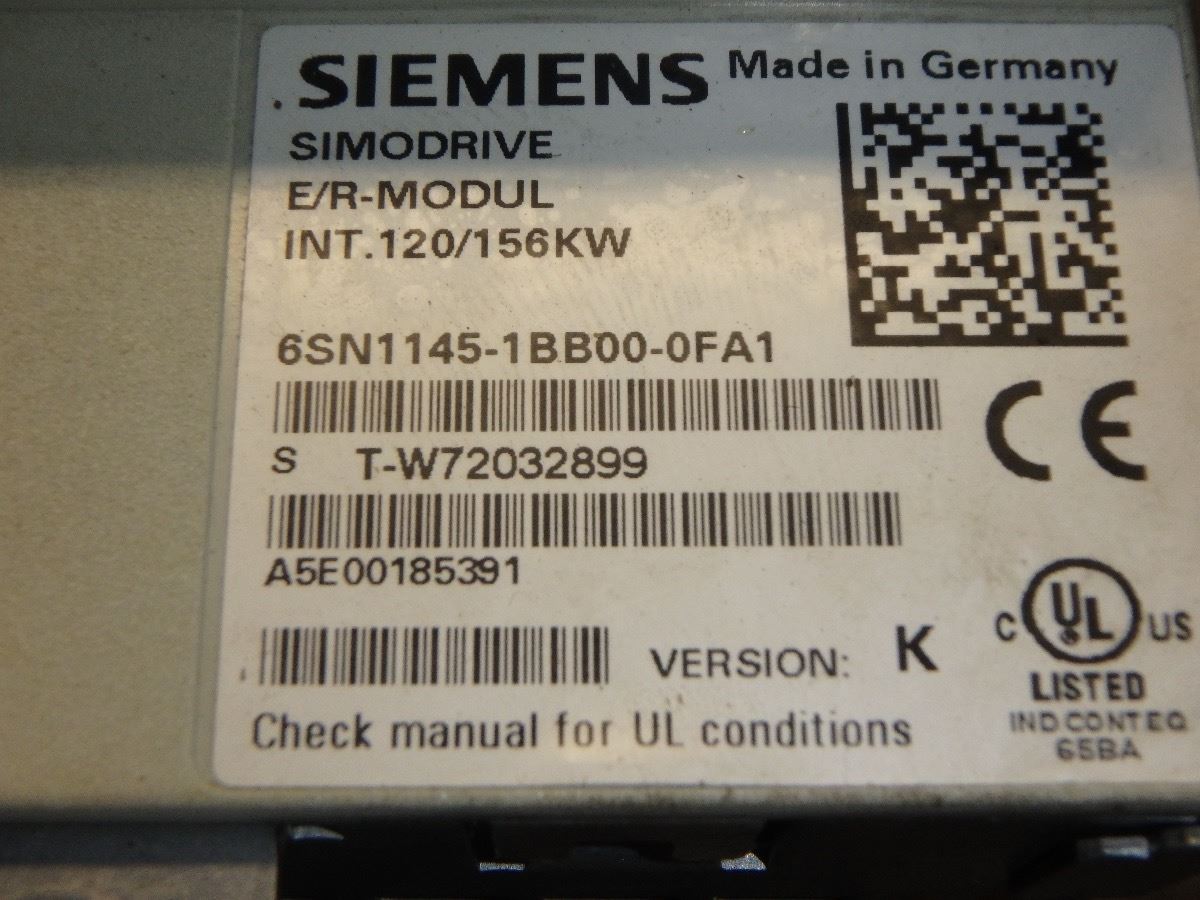 SIEMENS Made in Germany
SIMODRIVE
E/R-MODUL
INT.120/156KW
6SN1145-1BB00-0FA1
S T-W72032899
A5E00185391
VERSION: K
Check manual for UL conditions
CE
C UL US
LISTED
IND CONT EQ
65BA